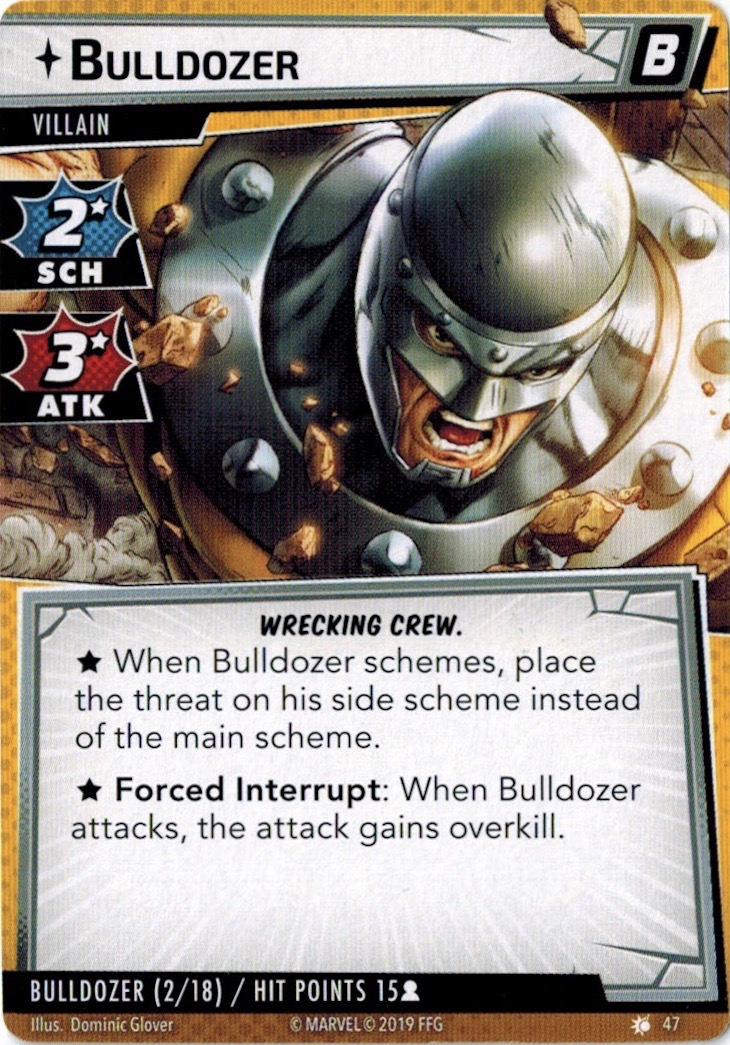 BULLDOZER
B
VILLAIN
2★
SCH
3★
ATK
WRECKING CREW.
★ When Bulldozer schemes, place
the threat on his side scheme instead
of the main scheme.
★ Forced Interrupt: When Bulldozer
attacks, the attack gains overkill.
BULLDOZER (2/18) / HIT POINTS 15
Illus. Dominic Glover
© MARVEL © 2019 FFG
47